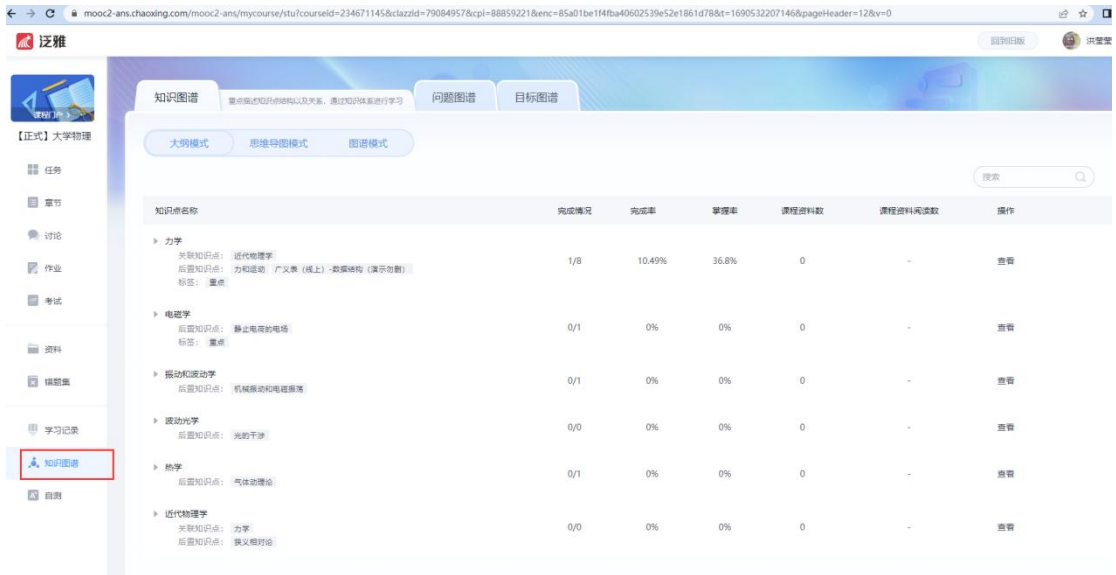 mooc2-ans.chaoxing.com/mooc2-ans/mycourse/stu?courseid=234671145&clazzid=79084957&cpi=88859221&enc=85a01be1f4fba40602539e52e1861d78&t=1690532207146&pageHeader=12&v=0
泛雅
回到旧版
洪莹莹
课程门户
【正式】大学物理
任务
章节
讨论
作业
考试
资料
错题集
学习记录
知识图谱
自测
知识图谱 重点描述知识点结构以及关系，通过知识体系进行学习 问题图谱 目标图谱
大纲模式 思维导图模式 图谱模式
搜索
知识点名称 完成情况 完成率 掌握率 课程资料数 课程资料阅读数 操作
力学
关联知识点： 近代物理学
后置知识点： 力和运动 广义表（线上）-数据结构（演示勿删）
标签： 重点
1/8 10.49% 36.8% 0 - 查看
电磁学
后置知识点： 静止电荷的电场
标签： 重点
0/1 0% 0% 0 - 查看
振动和波动学
后置知识点： 机械振动和电磁振荡
0/1 0% 0% 0 - 查看
波动光学
后置知识点： 光的干涉
0/0 0% 0% 0 - 查看
热学
后置知识点： 气体动理论
0/1 0% 0% 0 - 查看
近代物理学
关联知识点： 力学
后置知识点： 狭义相对论
0/0 0% 0% 0 - 查看